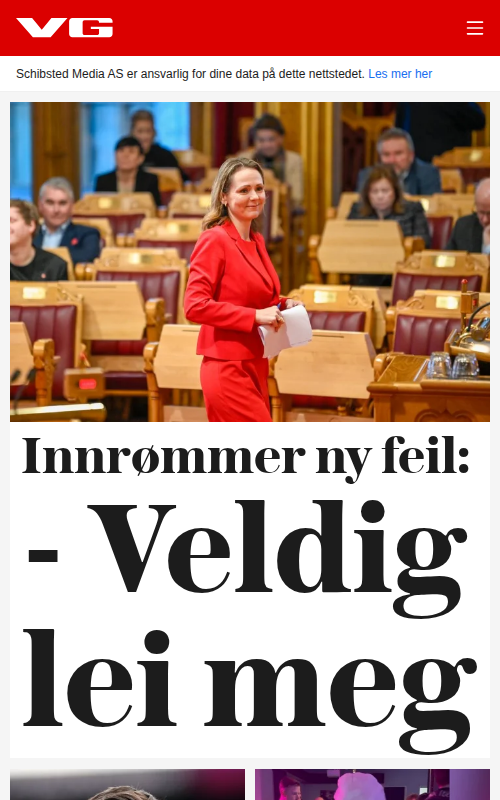 VG
Schibsted Media AS er ansvarlig for dine data på dette nettstedet. Les mer her
Innrømmer ny feil:
- Veldig
lei meg